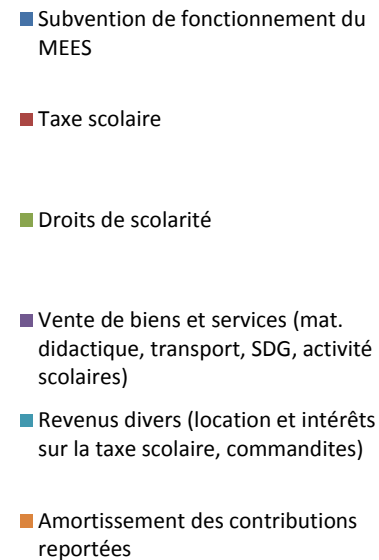 Subvention de fonctionnement du
MEES
Taxe scolaire
Droits de scolarité
Vente de biens et services (mat.
didactique, transport, SDG, activité
scolaires)
Revenus divers (location et intérêts
sur la taxe scolaire, commandites)
Amortissement des contributions
reportées